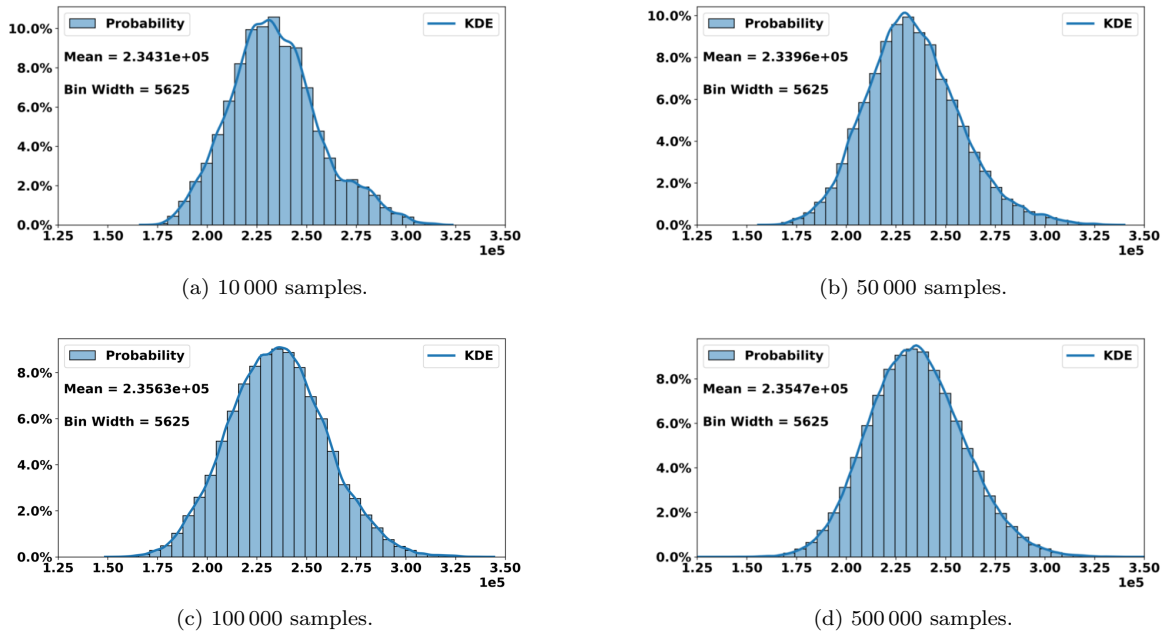 Probability
KDE
Mean = 2.3431e+05
Bin Width = 5625
10.0%
8.0%
6.0%
4.0%
2.0%
0.0%
1.25 1.50 1.75 2.00 2.25 2.50 2.75 3.00 3.25 3.50
1e5
(a) 10 000 samples.
Probability
KDE
Mean = 2.3396e+05
Bin Width = 5625
10.0%
8.0%
6.0%
4.0%
2.0%
0.0%
1.25 1.50 1.75 2.00 2.25 2.50 2.75 3.00 3.25 3.50
1e5
(b) 50 000 samples.
Probability
KDE
Mean = 2.3563e+05
Bin Width = 5625
8.0%
6.0%
4.0%
2.0%
0.0%
1.25 1.50 1.75 2.00 2.25 2.50 2.75 3.00 3.25 3.50
1e5
(c) 100 000 samples.
Probability
KDE
Mean = 2.3547e+05
Bin Width = 5625
8.0%
6.0%
4.0%
2.0%
0.0%
1.25 1.50 1.75 2.00 2.25 2.50 2.75 3.00 3.25 3.50
1e5
(d) 500 000 samples.